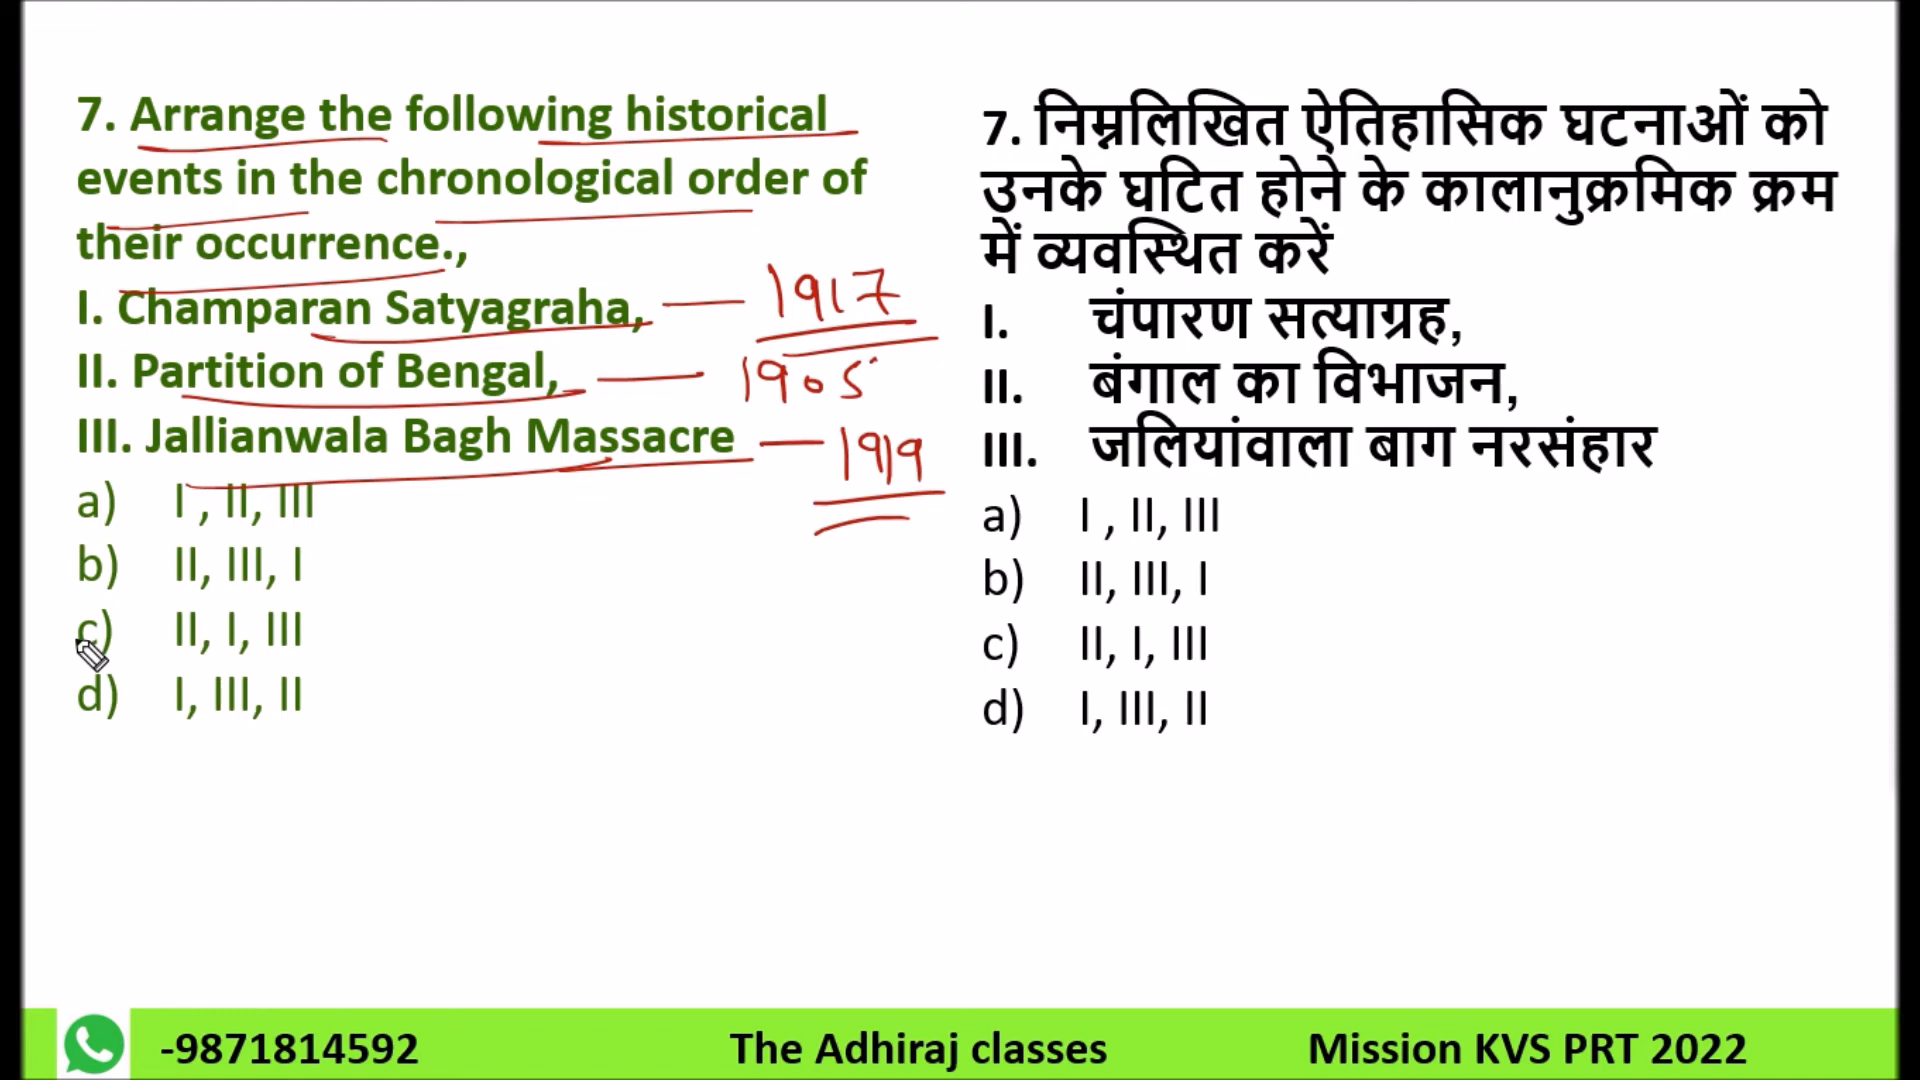 7. Arrange the following historical
events in the chronological order of
their occurrence.,
I. Champaran Satyagraha, — 1917
II. Partition of Bengal, — 1905
III. Jallianwala Bagh Massacre — 1919
a) I , II, III
b) II, III, I
c) II, I, III
d) I, III, II
7. निम्नलिखित ऐतिहासिक घटनाओं को
उनके घटित होने के कालानुक्रमिक क्रम
में व्यवस्थित करें
I. चंपारण सत्याग्रह,
II. बंगाल का विभाजन,
III. जलियांवाला बाग नरसंहार
a) I , II, III
b) II, III, I
c) II, I, III
d) I, III, II
-9871814592 The Adhiraj classes Mission KVS PRT 2022